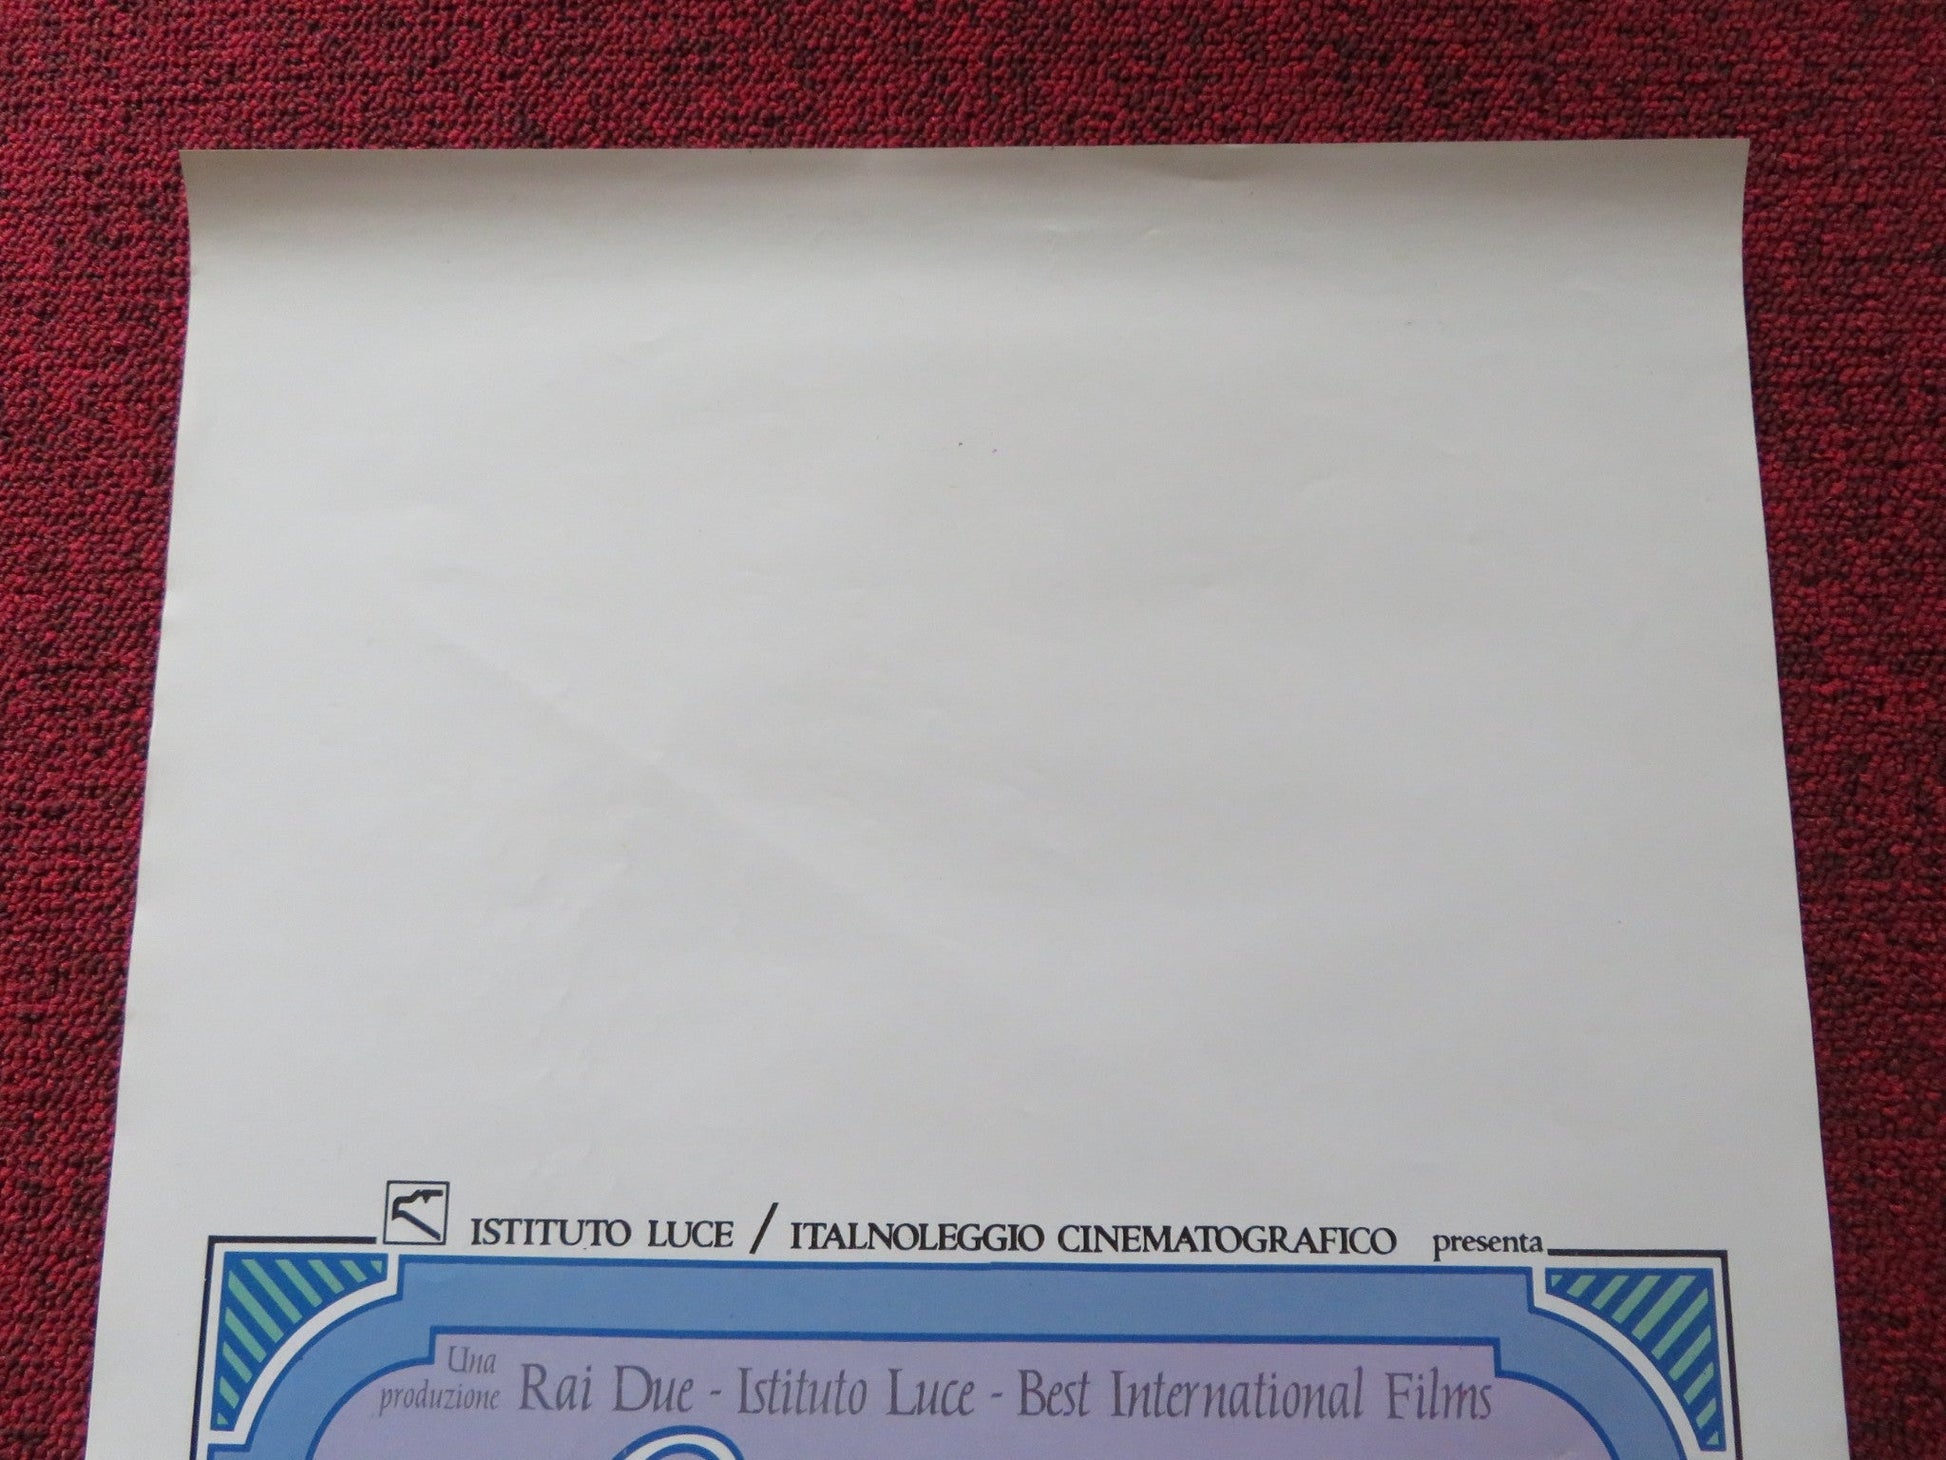 ISTITUTO LUCE / ITALNOLEGGIO CINEMATOGRAFICO presenta
Una produzione Rai Due - Istituto Luce - Best International Films